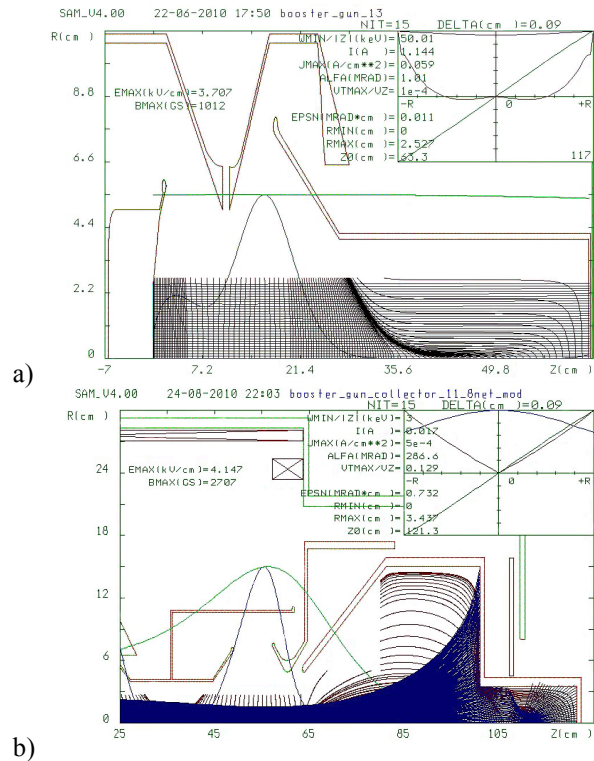 SAM_V4.00 22-06-2010 17:50 booster_gun_13
NIT=15 DELTA(cm )=0.09
R(cm )
WMIN/|Z|(keV)=50.01
I(A )=1.144
JMAX(A/cm**2)=0.059
ALFA(MRAD )=1.01
VTMAX/VZ )=1e-4
8.8
EMAX(kV/cm)=3.707
BMAX(GS)=1012
EPSN(MRAD*cm )=0.011
RMIN(cm )=0
RMAX(cm )=2.527
Z0(cm )=63.3
-R 0 +R
117
6.6
4.4
2.2
0
-7 7.2 21.4 35.6 49.8 Z(cm )
a)
SAM_V4.00 24-08-2010 22:03 booster_gun_collector_11_8net_mod
NIT=15 DELTA(cm )=0.09
R(cm )
WMIN/|Z|(keV)=3
I(A )=0.017
JMAX(A/cm**2)=5e-4
ALFA(MRAD )=286.6
VTMAX/VZ )=0.129
24
EMAX(kV/cm)=4.147
BMAX(GS)=2707
EPSN(MRAD*cm )=0.732
RMIN(cm )=0
RMAX(cm )=3.437
Z0(cm )=121.3
-R 0 +R
18
12
6
0
25 45 65 85 105 Z(cm )
b)